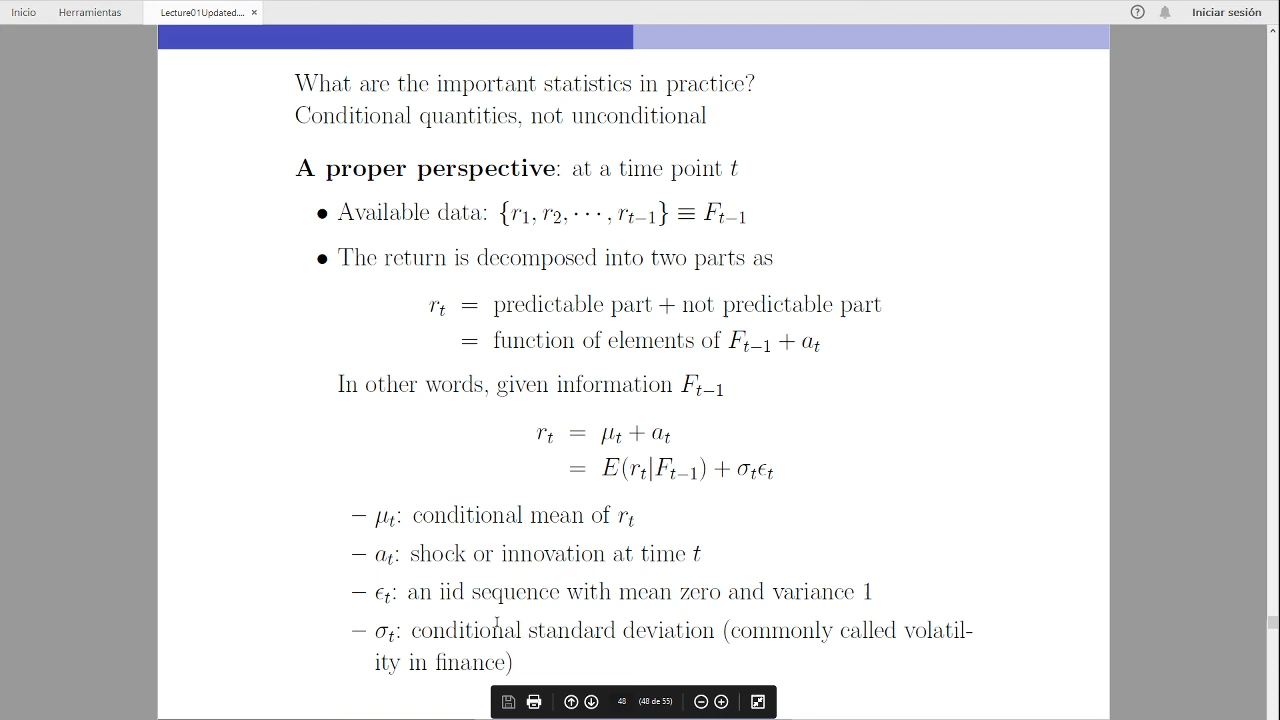 Inicio Herramientas Lecture01Updated.... × ? Iniciar sesión
What are the important statistics in practice?
Conditional quantities, not unconditional
A proper perspective: at a time point t
• Available data: {r₁, r₂, ⋯, rₜ₋₁} ≡ Fₜ₋₁
• The return is decomposed into two parts as
rₜ = predictable part + not predictable part
= function of elements of Fₜ₋₁ + aₜ
In other words, given information Fₜ₋₁
rₜ = μₜ + aₜ
= E(rₜ|Fₜ₋₁) + σₜϵₜ
– μₜ: conditional mean of rₜ
– aₜ: shock or innovation at time t
– ϵₜ: an iid sequence with mean zero and variance 1
– σₜ: conditional standard deviation (commonly called volatil-
ity in finance)
48 (48 de 55)